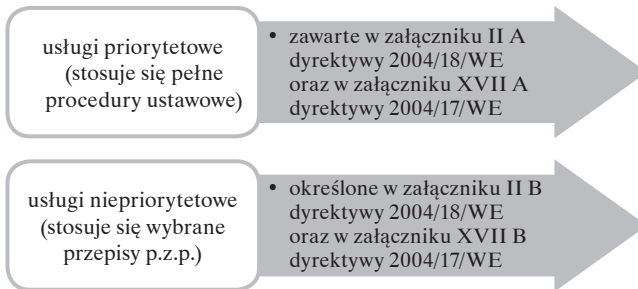 usługi priorytetowe
(stosuje się pełne
procedury ustawowe)
• zawarte w załączniku II A
dyrektywy 2004/18/WE
oraz w załączniku XVII A
dyrektywy 2004/17/WE
usługi niepriorytetowe
(stosuje się wybrane
przepisy p.z.p.)
• określone w załączniku II B
dyrektywy 2004/18/WE
oraz w załączniku XVII B
dyrektywy 2004/17/WE